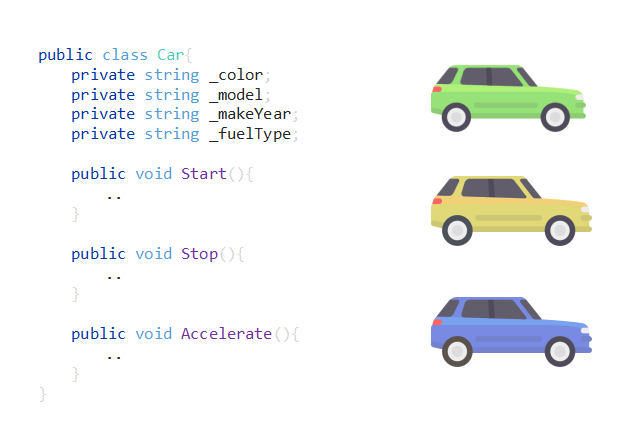 public class Car{
private string _color;
private string _model;
private string _makeYear;
private string _fuelType;
public void Start(){
..
}
public void Stop(){
..
}
public void Accelerate(){
..
}
}